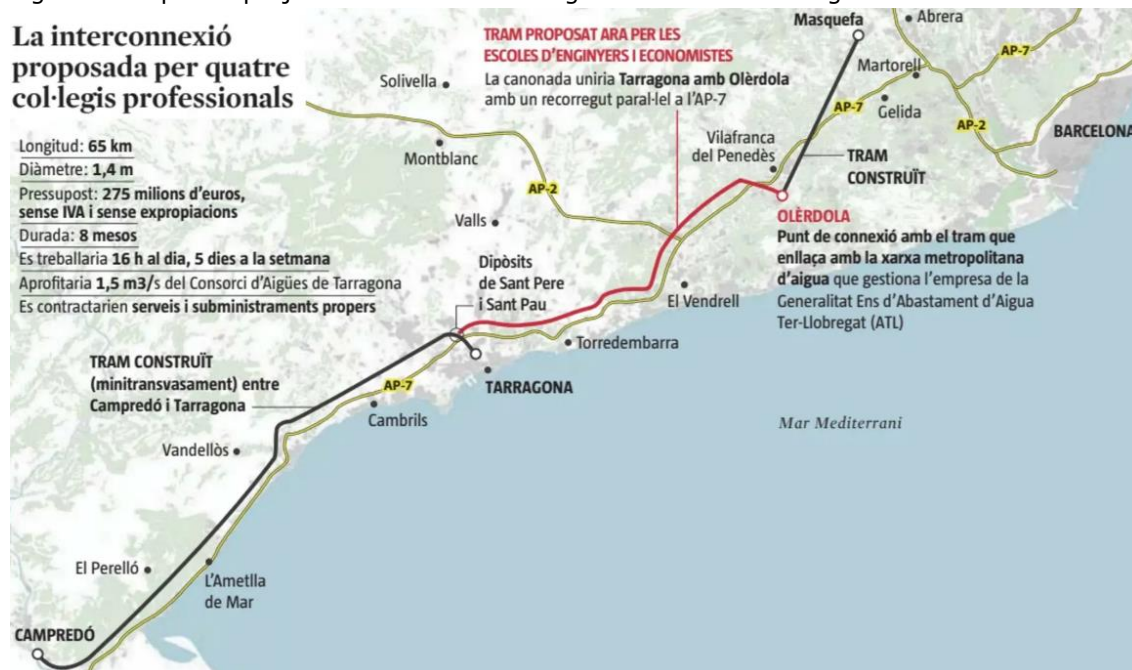 La interconnexió
proposada per quatre
col·legis professionals
Longitud: 65 km
Diàmetre: 1,4 m
Pressupost: 275 milions d'euros,
sense IVA i sense expropiacions
Durada: 8 mesos
Es treballaria 16 h al dia, 5 dies a la setmana
Aprofitaria 1,5 m3/s del Consorci d'Aigües de Tarragona
Es contractarien serveis i subministraments propers
TRAM PROPOSAT ARA PER LES
ESCOLES D'ENGINYERS I ECONOMISTES
La canonada uniria Tarragona amb Olèrdola
amb un recorregut paral·lel a l'AP-7
Masquefa
Abrera
AP-7
Martorell
Solivella
AP-7
Gelida
AP-2
BARCELONA
Vilafranca
del Penedès
Montblanc
TRAM
CONSTRUÏT
AP-2
Valls
OLÈRDOLA
Punt de connexió amb el tram que
enllaça amb la xarxa metropolitana
d'aigua que gestiona l'empresa de la
Generalitat Ens d'Abastament d'Aigua
Ter-Llobregat (ATL)
Dipòsits
de Sant Pere
i Sant Pau
El Vendrell
Torredembarra
TRAM CONSTRUÏT
(minitransvasament) entre
Campredó i Tarragona
AP-7
TARRAGONA
Cambrils
Mar Mediterrani
Vandellòs
El Perelló
L'Ametlla
de Mar
CAMPREDÓ